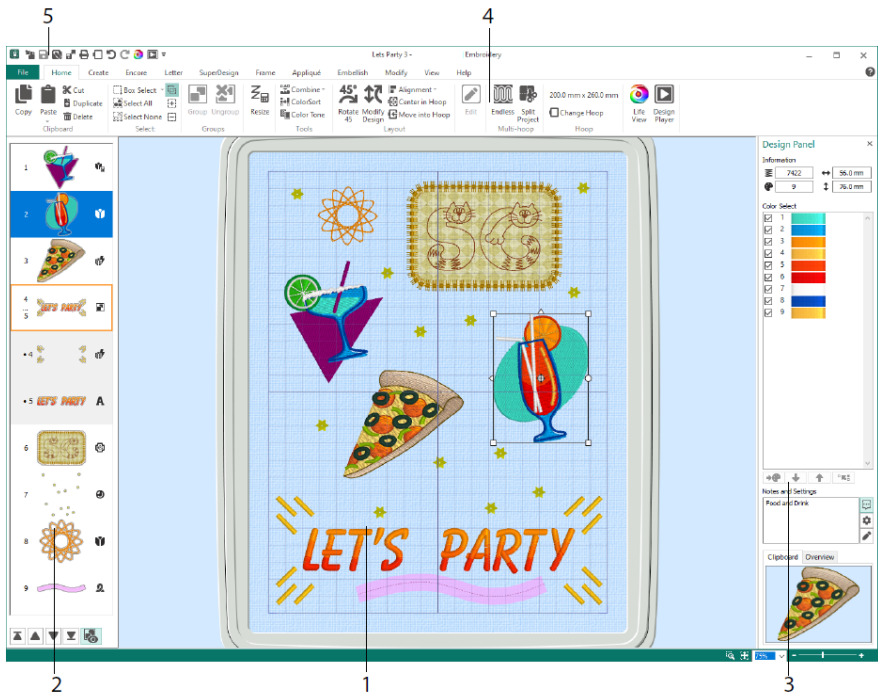 5
4
Lets Party 3 - Embroidery
File Home Create Encore Letter SuperDesign Frame Appliqué Embellish Modify View Help
Copy
Paste
Cut
Duplicate
Delete
Clipboard
Box Select
Select All
Select None
Select
Group Ungroup
Groups
Resize
Combine
ColorSort
Color Tone
Tools
45°
Rotate 45
Modify Design
Alignment
Center in Hoop
Move into Hoop
Layout
Edit
Endless
Split Project
Multi-hoop
200.0 mm x 260.0 mm
Change Hoop
Hoop
Life View
Design Player
1
2
3
4
...
5
LET'S PARTY
4
5 LET'S PARTY A
6
7
8
9
SG
LET'S PARTY
Design Panel
Information
7422 56.0 mm
9 76.0 mm
Color Select
1
2
3
4
5
6
7
8
9
Notes and Settings
Food and Drink
Clipboard Overview
75%
2
1
3